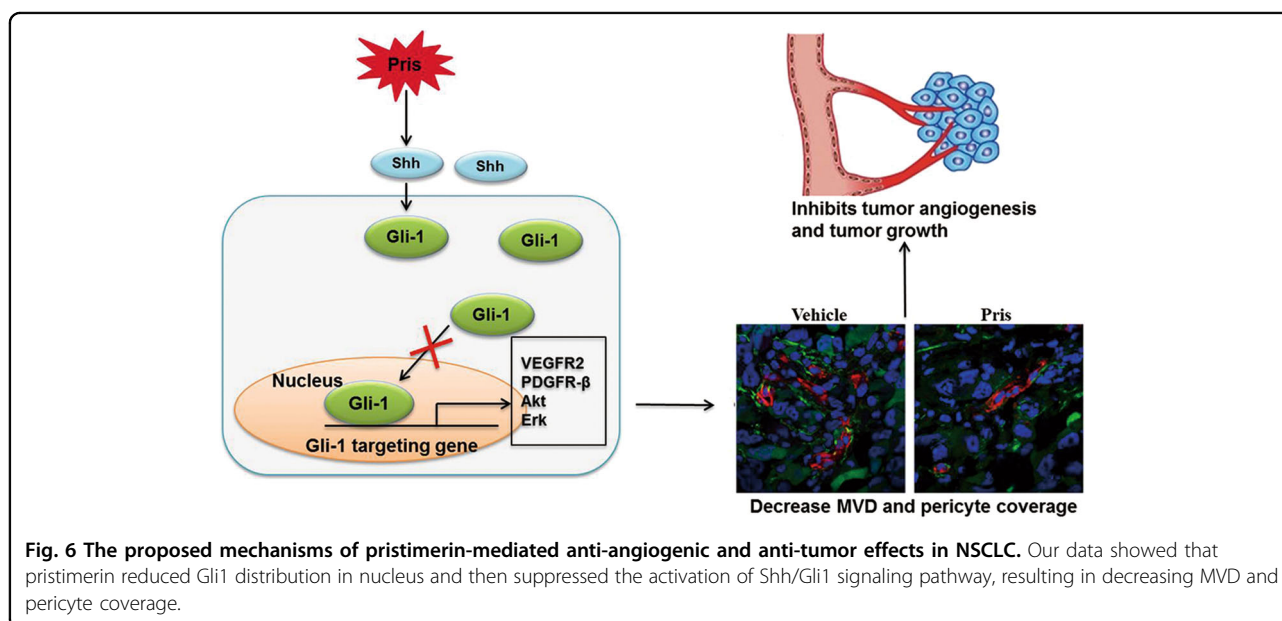 Pris
Shh
Shh
Gli-1
Gli-1
Gli-1
Nucleus
Gli-1
Gli-1 targeting gene
VEGFR2
PDGFR-β
Akt
Erk
Inhibits tumor angiogenesis
and tumor growth
Vehicle
Pris
Decrease MVD and pericyte coverage
Fig. 6 The proposed mechanisms of pristimerin-mediated anti-angiogenic and anti-tumor effects in NSCLC. Our data showed that
pristimerin reduced Gli1 distribution in nucleus and then suppressed the activation of Shh/Gli1 signaling pathway, resulting in decreasing MVD and
pericyte coverage.